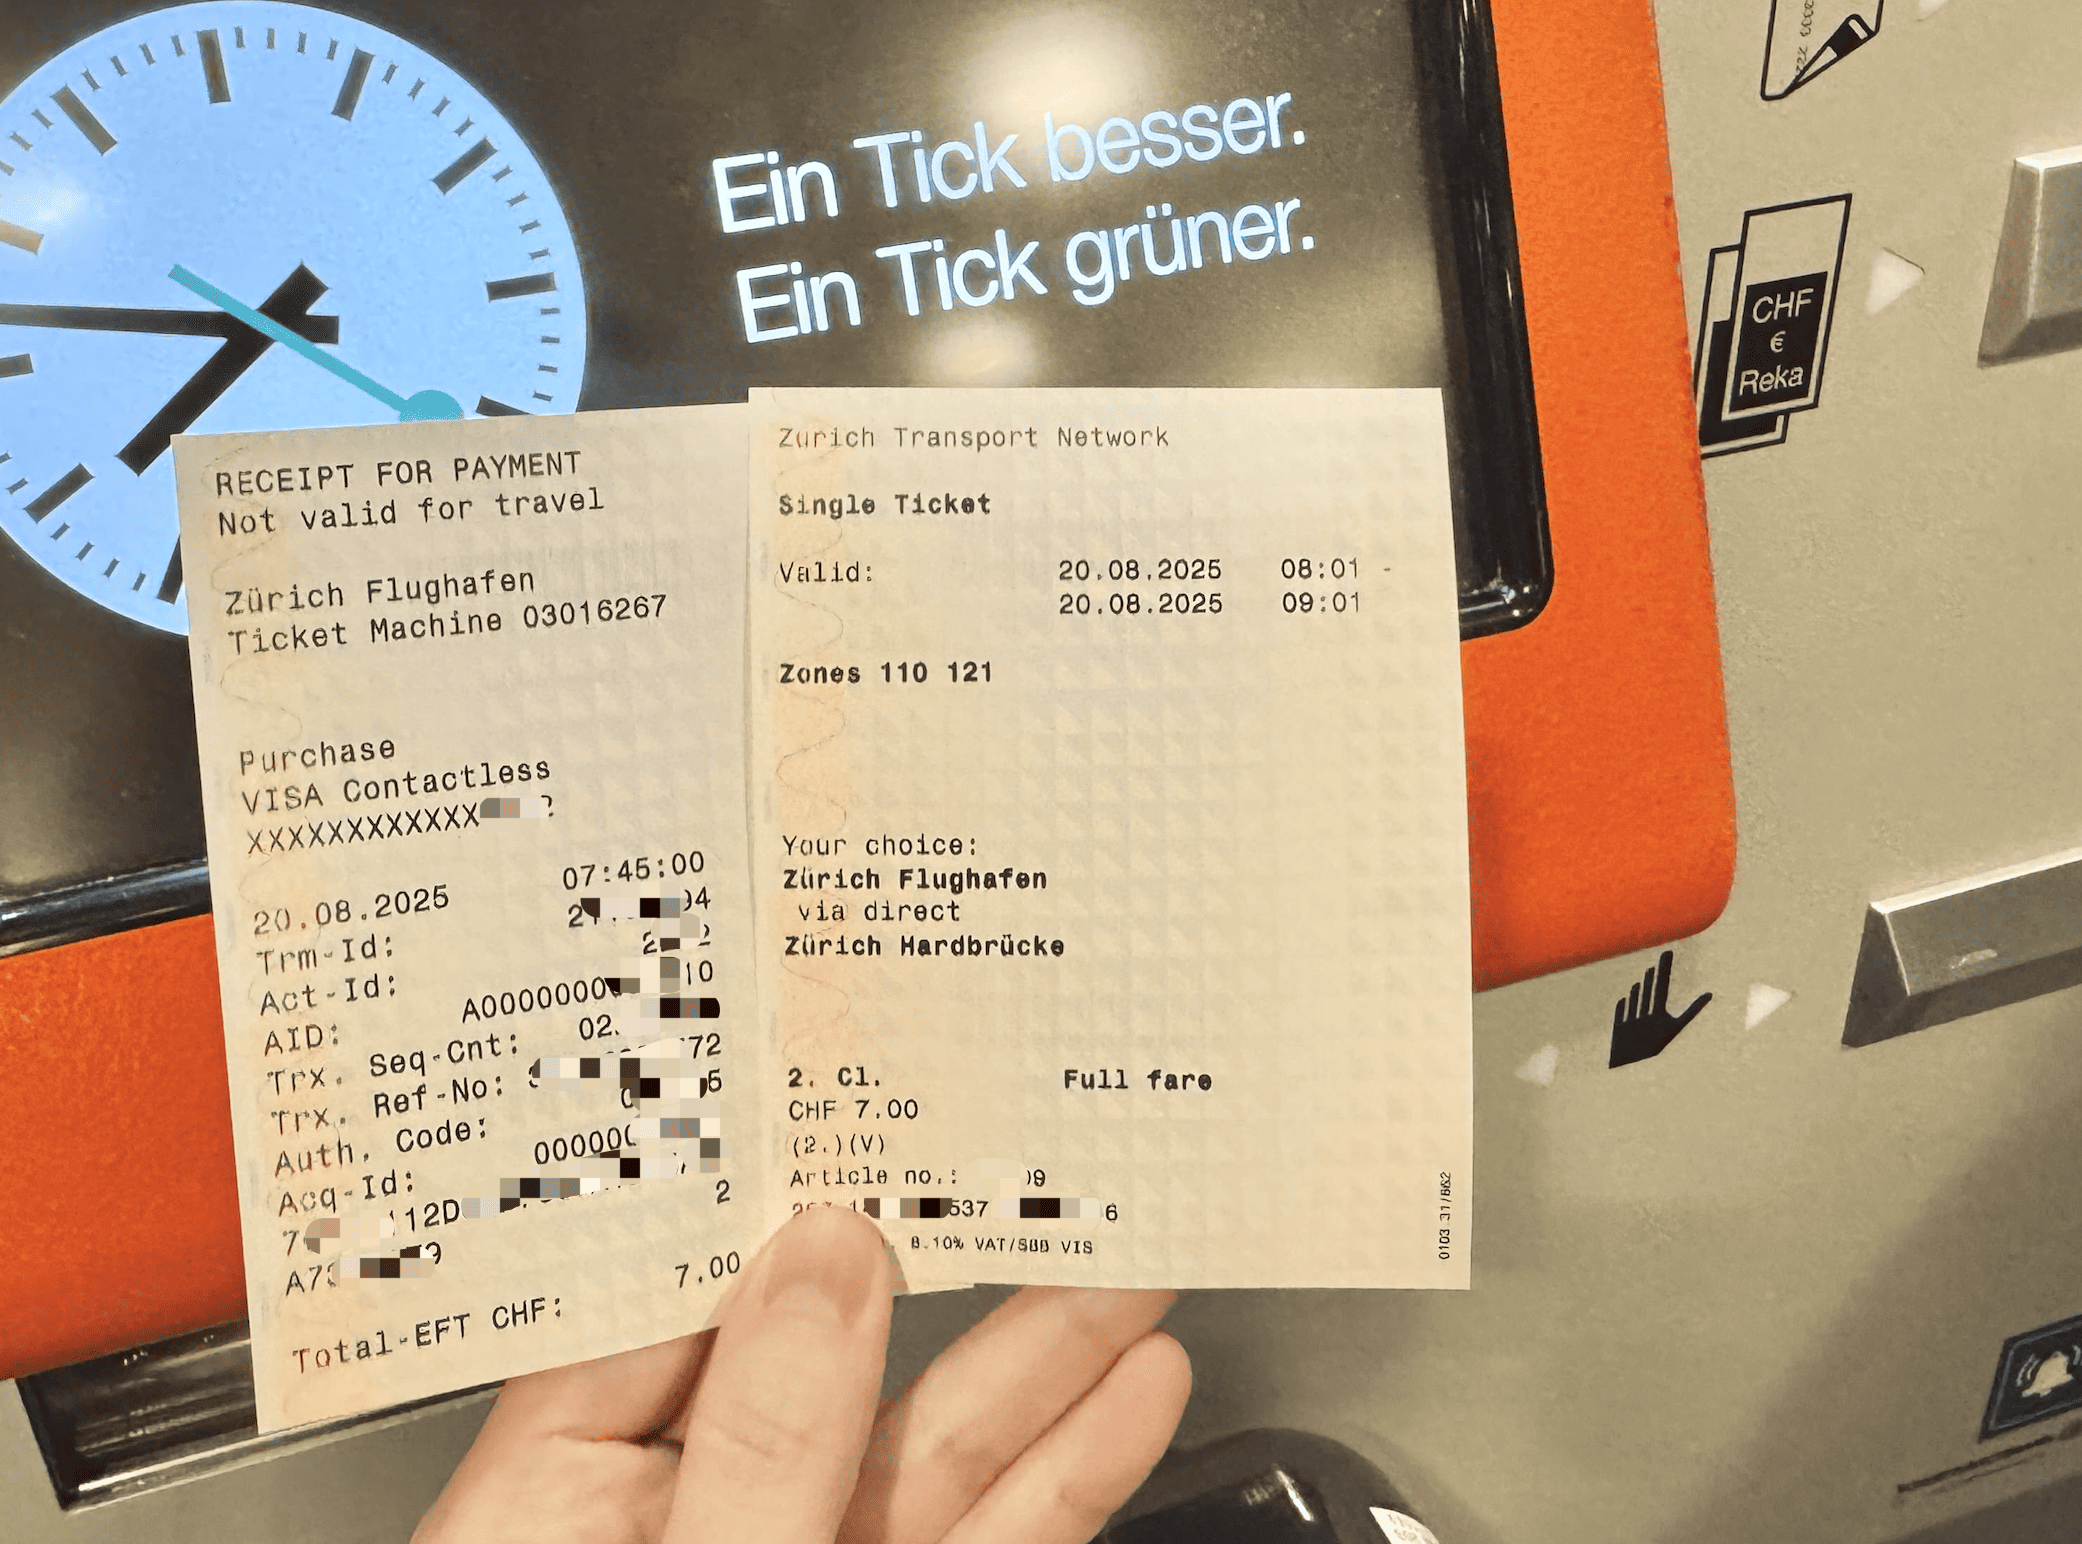 Ein Tick besser.
Ein Tick grüner.
CHF
€
Reka
RECEIPT FOR PAYMENT
Not valid for travel
Zürich Flughafen
Ticket Machine 03016267
Purchase
VISA Contactless
XXXXXXXXXXXX
20.08.2025 07:45:00
Trm-Id:
Act-Id:
AID:
Trx. Seq-Cnt:
Trx. Ref-No:
Auth. Code:
Acq-Id:
2
Total-EFT CHF: 7.00
Zürich Transport Network
Single Ticket
Valid: 20.08.2025 08:01 -
20.08.2025 09:01
Zones 110 121
Your choice:
Zürich Flughafen
via direct
Zürich Hardbrücke
2. Cl. Full fare
CHF 7.00
(2.)(V)
Article no.:
8.10% VAT/SBB VIS